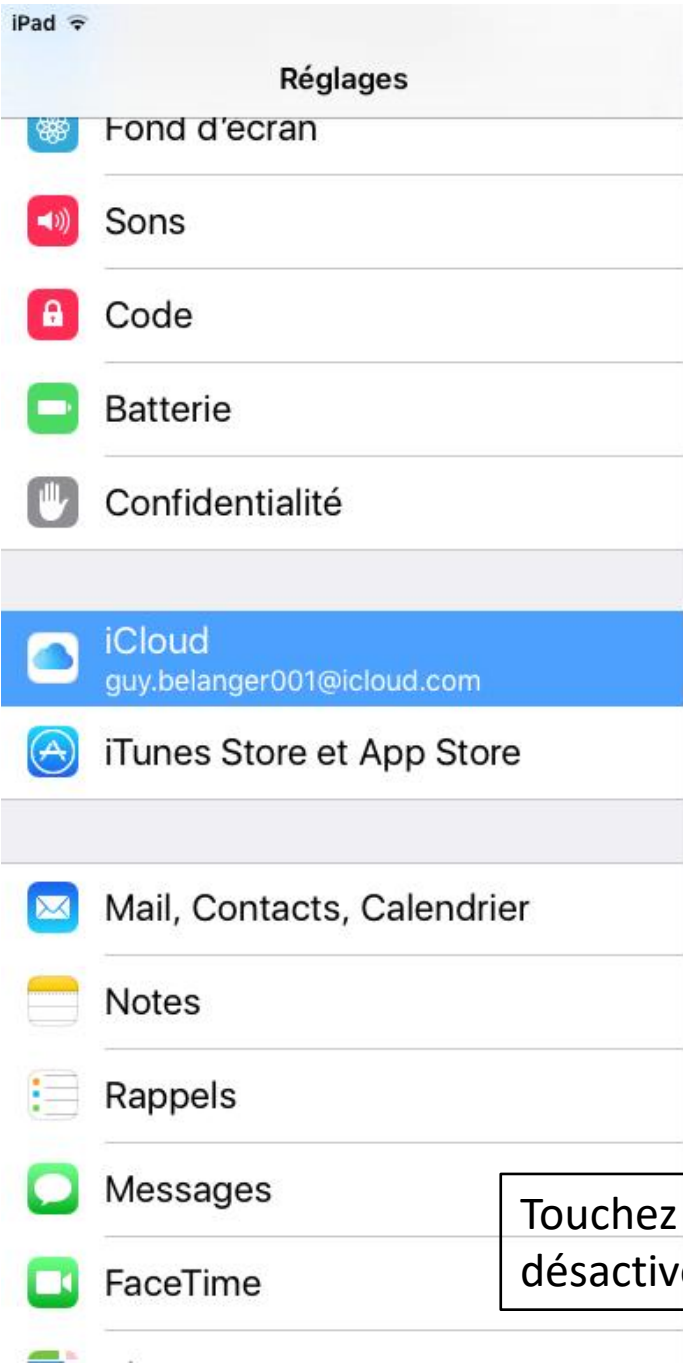 iPad
Réglages
Fond d'écran
Sons
Code
Batterie
Confidentialité
iCloud
guy.belanger001@icloud.com
iTunes Store et App Store
Mail, Contacts, Calendrier
Notes
Rappels
Messages
Touchez
désactiv
FaceTime